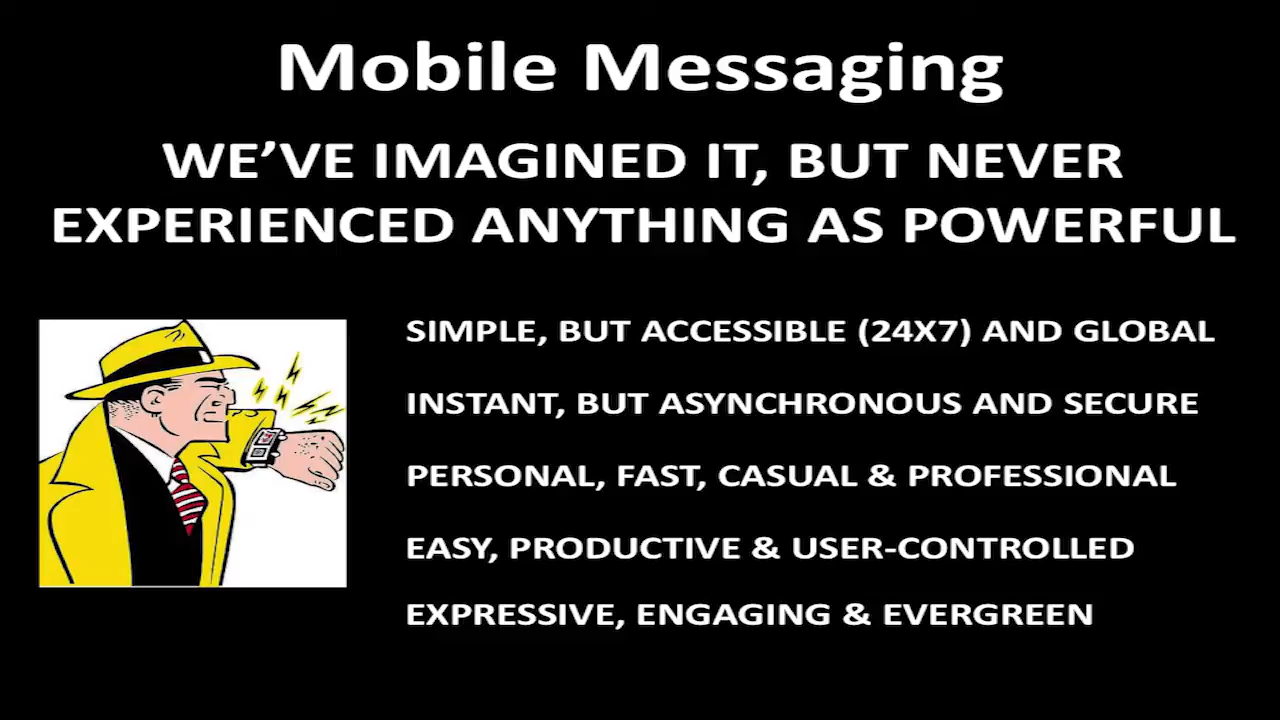 Mobile Messaging
WE’VE IMAGINED IT, BUT NEVER
EXPERIENCED ANYTHING AS POWERFUL
SIMPLE, BUT ACCESSIBLE (24X7) AND GLOBAL
INSTANT, BUT ASYNCHRONOUS AND SECURE
PERSONAL, FAST, CASUAL & PROFESSIONAL
EASY, PRODUCTIVE & USER-CONTROLLED
EXPRESSIVE, ENGAGING & EVERGREEN